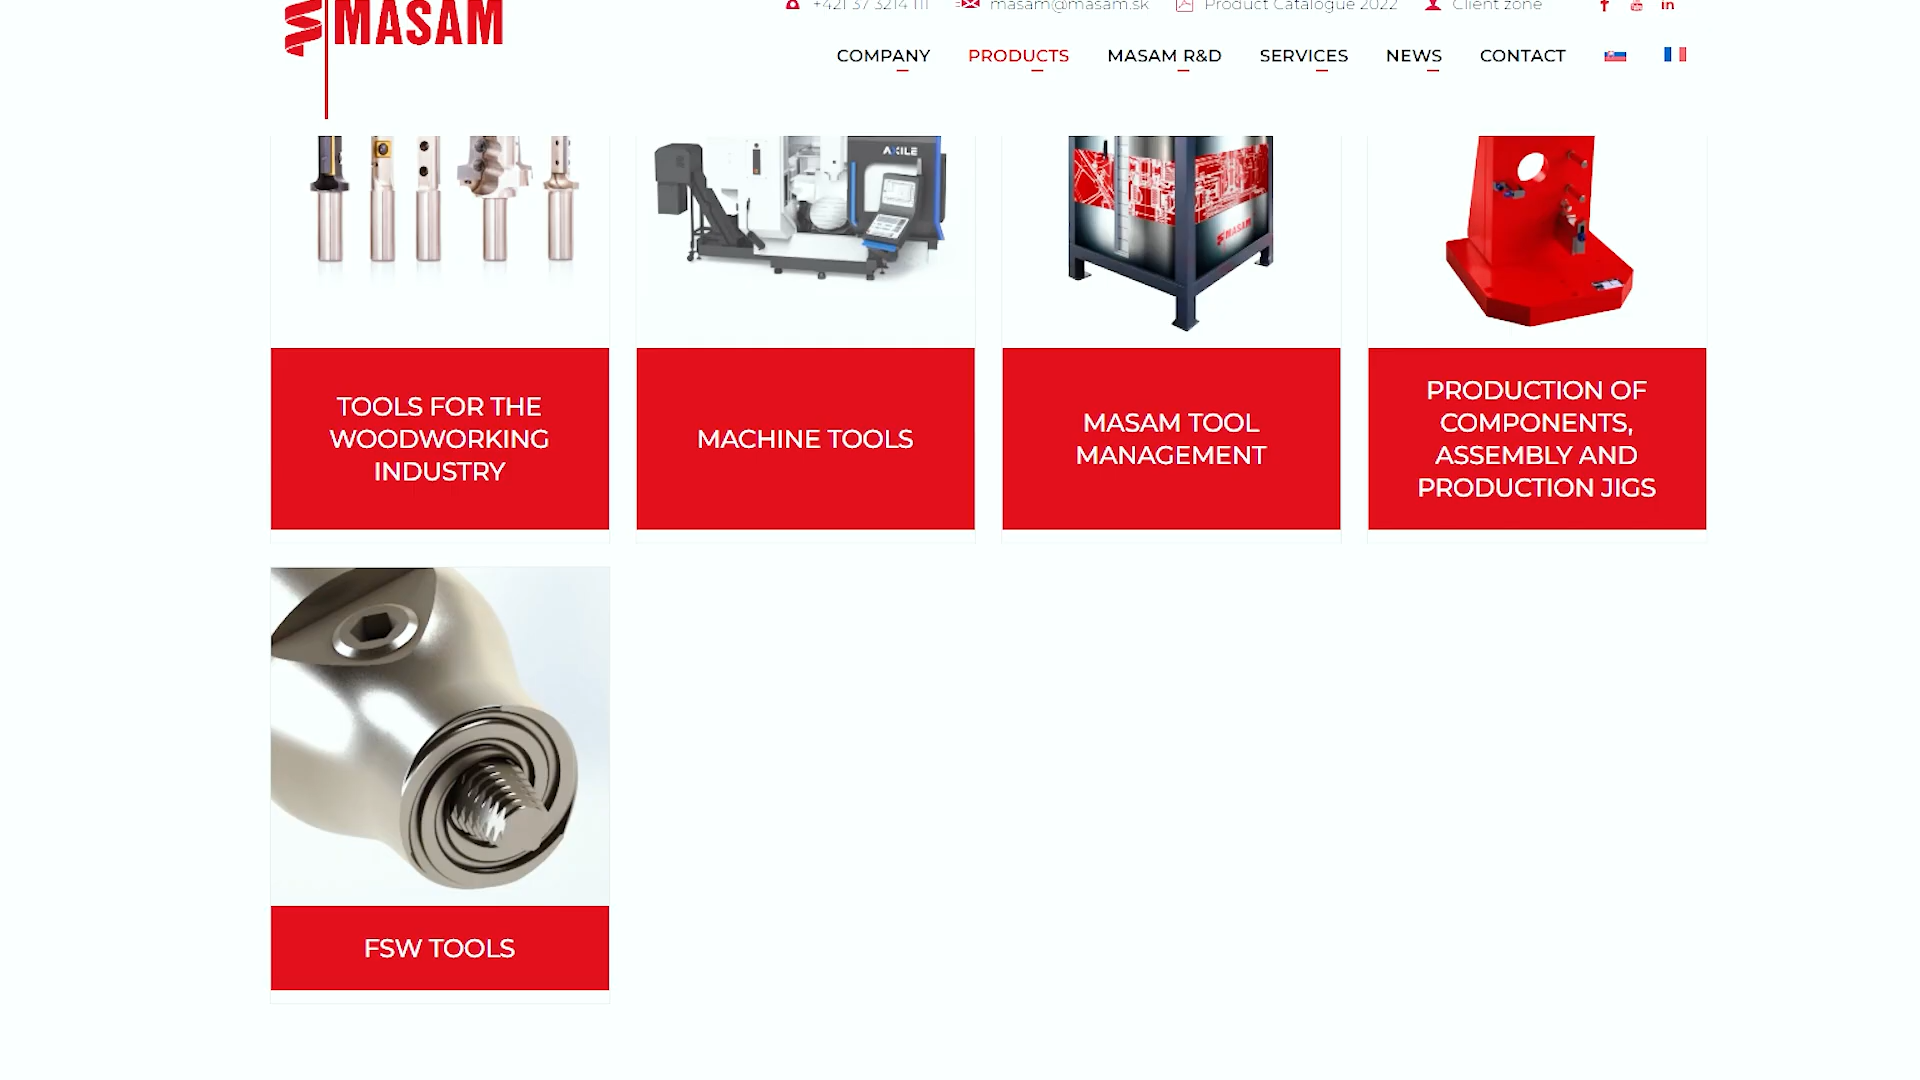 MASAM
+421 37 3214 111
masam@masam.sk
Product Catalogue 2022
Client zone
COMPANY
PRODUCTS
MASAM R&D
SERVICES
NEWS
CONTACT
AXILE
MASAM
TOOLS FOR THE
WOODWORKING
INDUSTRY
MACHINE TOOLS
MASAM TOOL
MANAGEMENT
PRODUCTION OF
COMPONENTS,
ASSEMBLY AND
PRODUCTION JIGS
FSW TOOLS